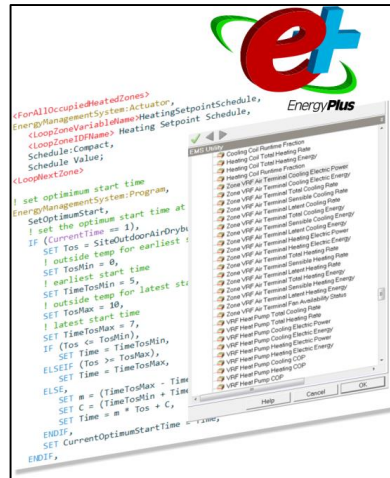 e+
EnergyPlus
<ForAllOccupiedHeatedZones>
EnergyManagementSystem:Actuator,
<LoopZoneVariableName>HeatingSetpointSchedule,
<LoopZoneIDFName> Heating Setpoint Schedule,
Schedule:Compact,
Schedule Value;
<LoopNextZone>
! set optimimum start time
EnergyManagementSystem:Program,
SetOptimumStart,
! set the optimum start time at
IF (CurrentTime == 1),
SET Tos = SiteOutdoorAirDrybu
! outside temp for earliest s
SET TosMin = 0,
! earliest start time
SET TimeTosMin = 5,
! outside temp for latest sta
SET TosMax = 10,
! latest start time
SET TimeTosMax = 7,
IF (Tos <= TosMin),
SET Time = TimeTosMin,
ELSEIF (Tos >= TosMax),
SET Time = TimeTosMax,
ELSE,
SET m = (TimeTosMax - Time
SET C = (TimeTosMin + Time
SET Time = m * Tos + C,
ENDIF,
SET CurrentOptimumStartTime = Time,
ENDIF,
EMS Utility
Cooling Coil Runtime Fraction
Heating Coil Total Heating Rate
Heating Coil Total Heating Energy
Heating Coil Runtime Fraction
Zone VRF Air Terminal Cooling Electric Power
Zone VRF Air Terminal Cooling Electric Energy
Zone VRF Air Terminal Total Cooling Rate
Zone VRF Air Terminal Sensible Cooling Rate
Zone VRF Air Terminal Latent Cooling Rate
Zone VRF Air Terminal Total Cooling Energy
Zone VRF Air Terminal Sensible Cooling Energy
Zone VRF Air Terminal Latent Cooling Energy
Zone VRF Air Terminal Heating Electric Power
Zone VRF Air Terminal Heating Electric Energy
Zone VRF Air Terminal Total Heating Rate
Zone VRF Air Terminal Sensible Heating Rate
Zone VRF Air Terminal Latent Heating Rate
Zone VRF Air Terminal Total Heating Energy
Zone VRF Air Terminal Sensible Heating Energy
Zone VRF Air Terminal Latent Heating Energy
Zone VRF Air Terminal Fan Availability Status
VRF Heat Pump Total Cooling Rate
VRF Heat Pump Total Heating Rate
VRF Heat Pump Cooling Electric Power
VRF Heat Pump Cooling Electric Energy
VRF Heat Pump Heating Electric Power
VRF Heat Pump Heating Electric Energy
VRF Heat Pump Cooling COP
VRF Heat Pump Heating COP
VRF Heat Pump COP
Help
Cancel
OK